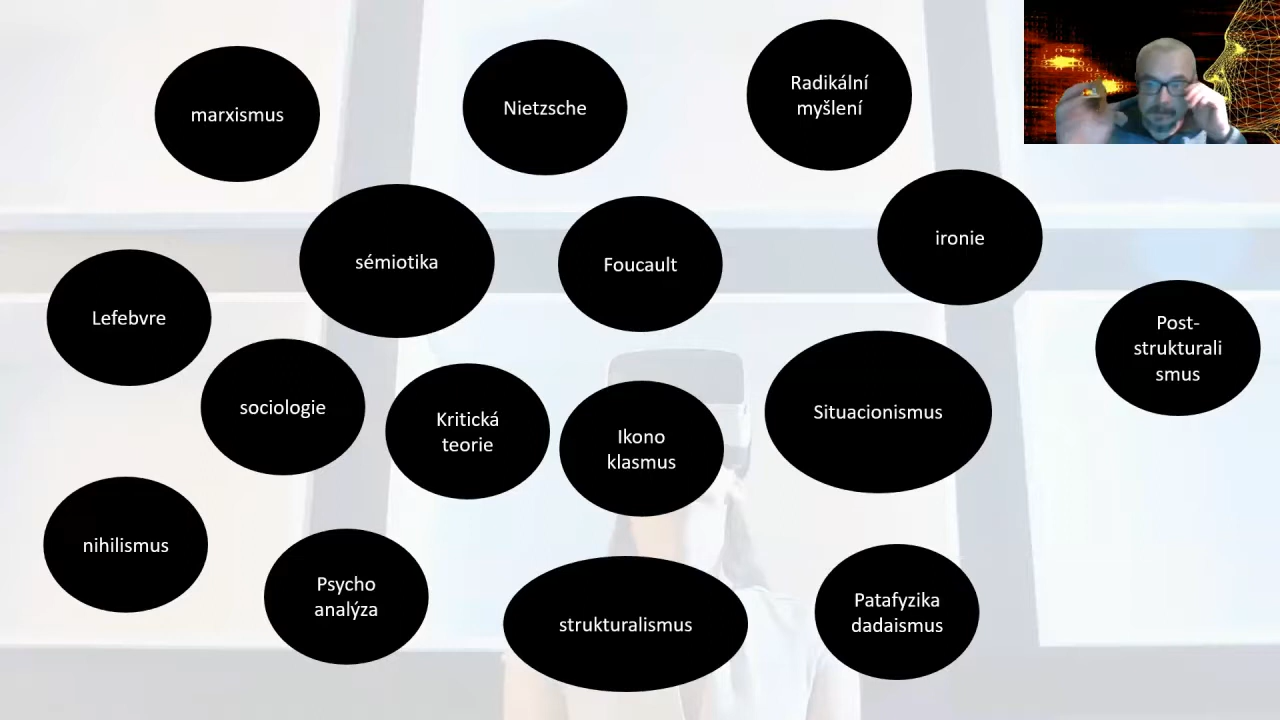 marxismus
Nietzsche
Radikální
myšlení
sémiotika
Foucault
ironie
Lefebvre
Post-
strukturali
smus
sociologie
Kritická
teorie
Ikono
klasmus
Situacionismus
nihilismus
Psycho
analýza
strukturalismus
Patafyzika
dadaismus